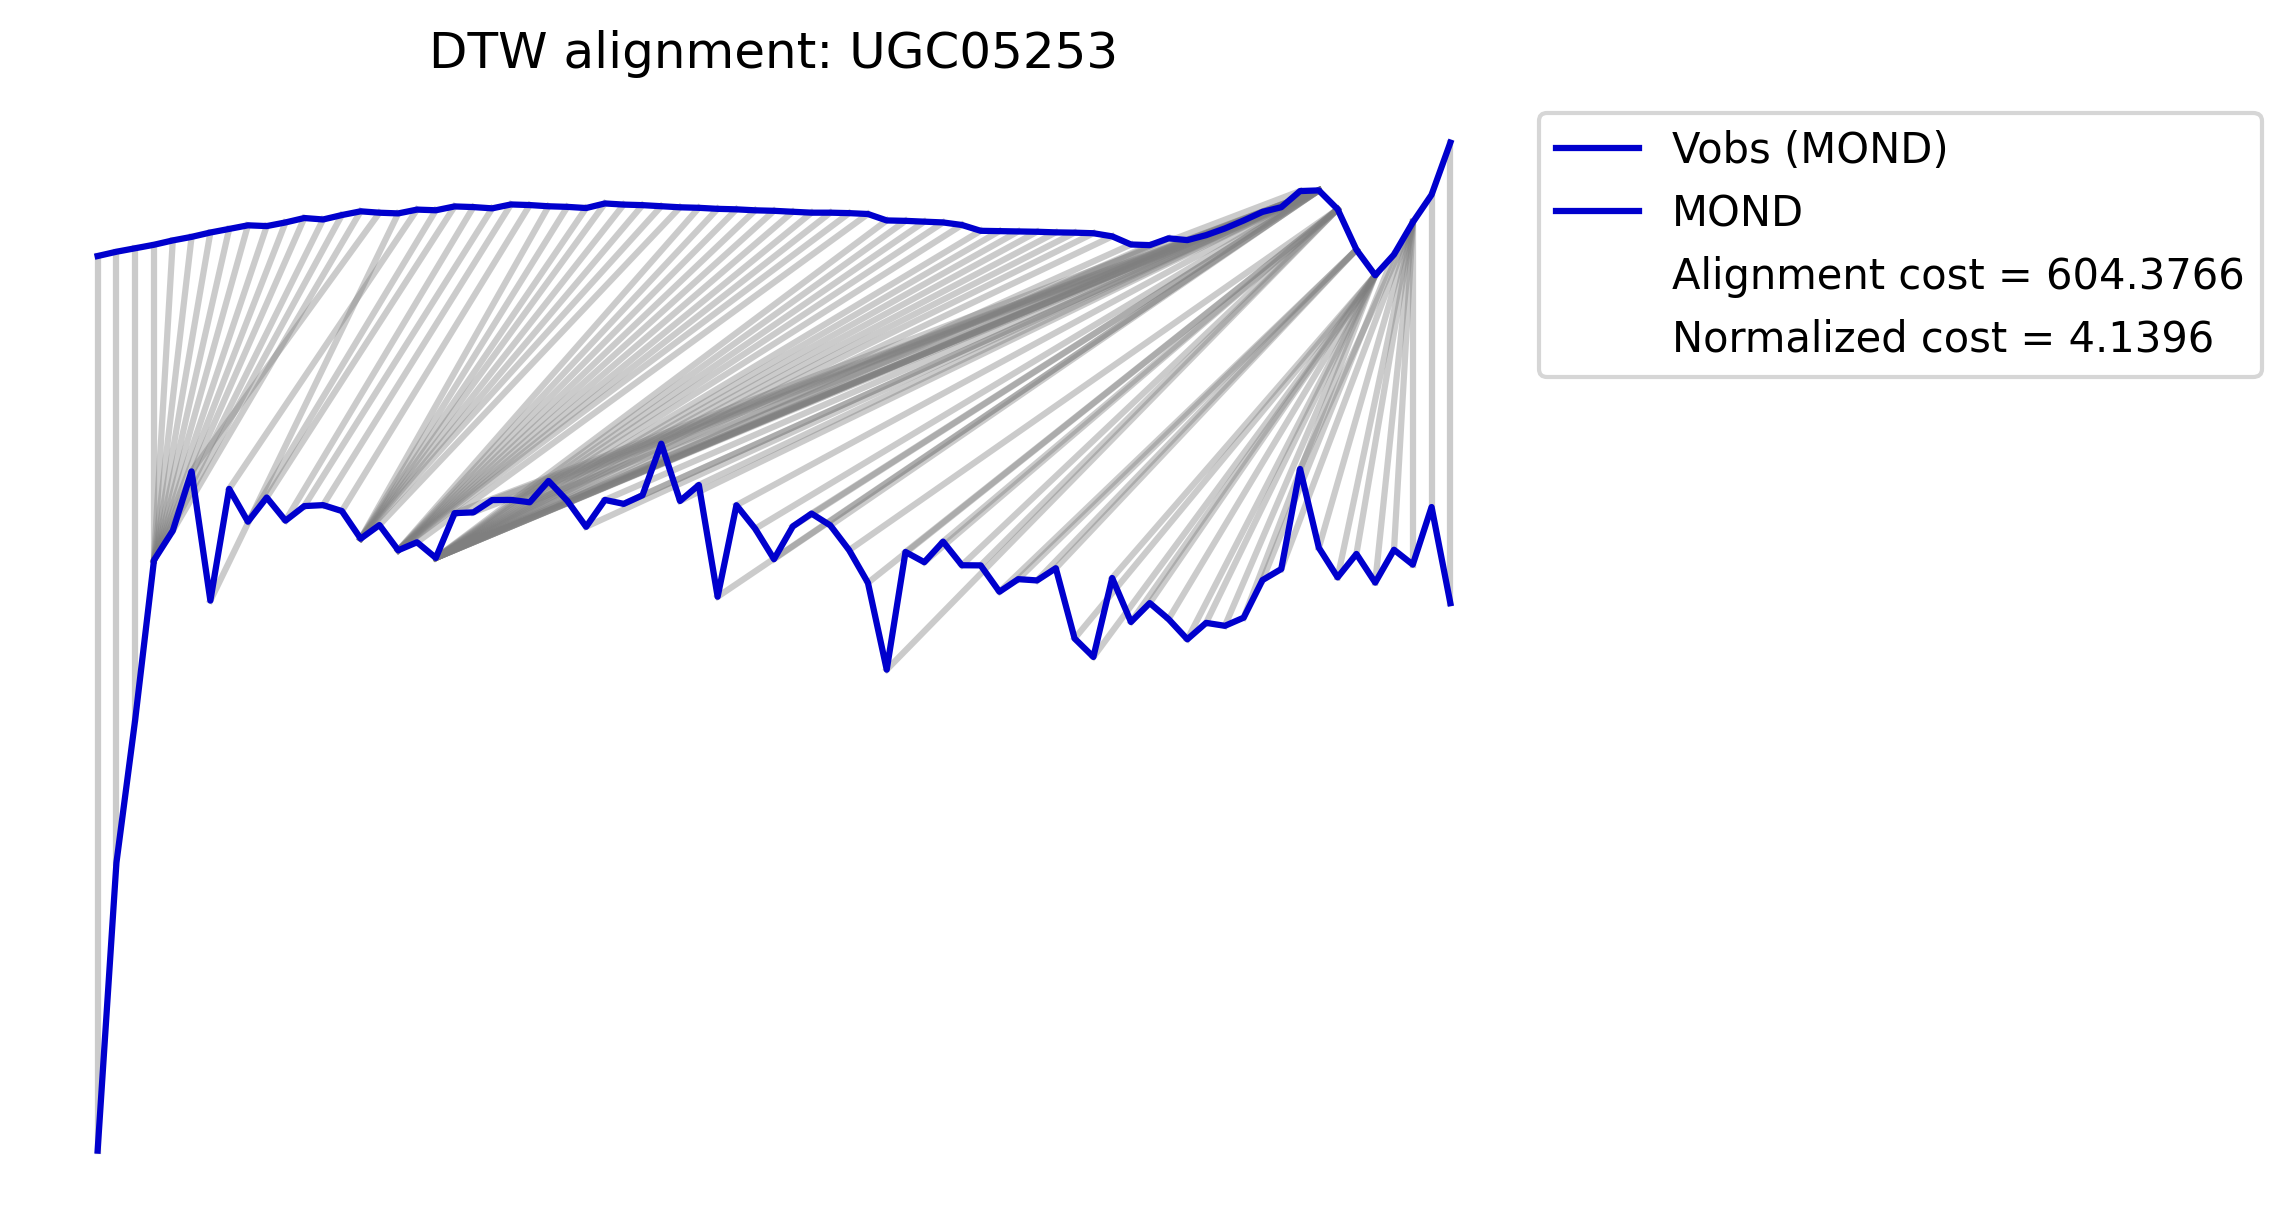 DTW alignment: UGC05253
Vobs (MOND)
MOND
Alignment cost = 604.3766
Normalized cost = 4.1396